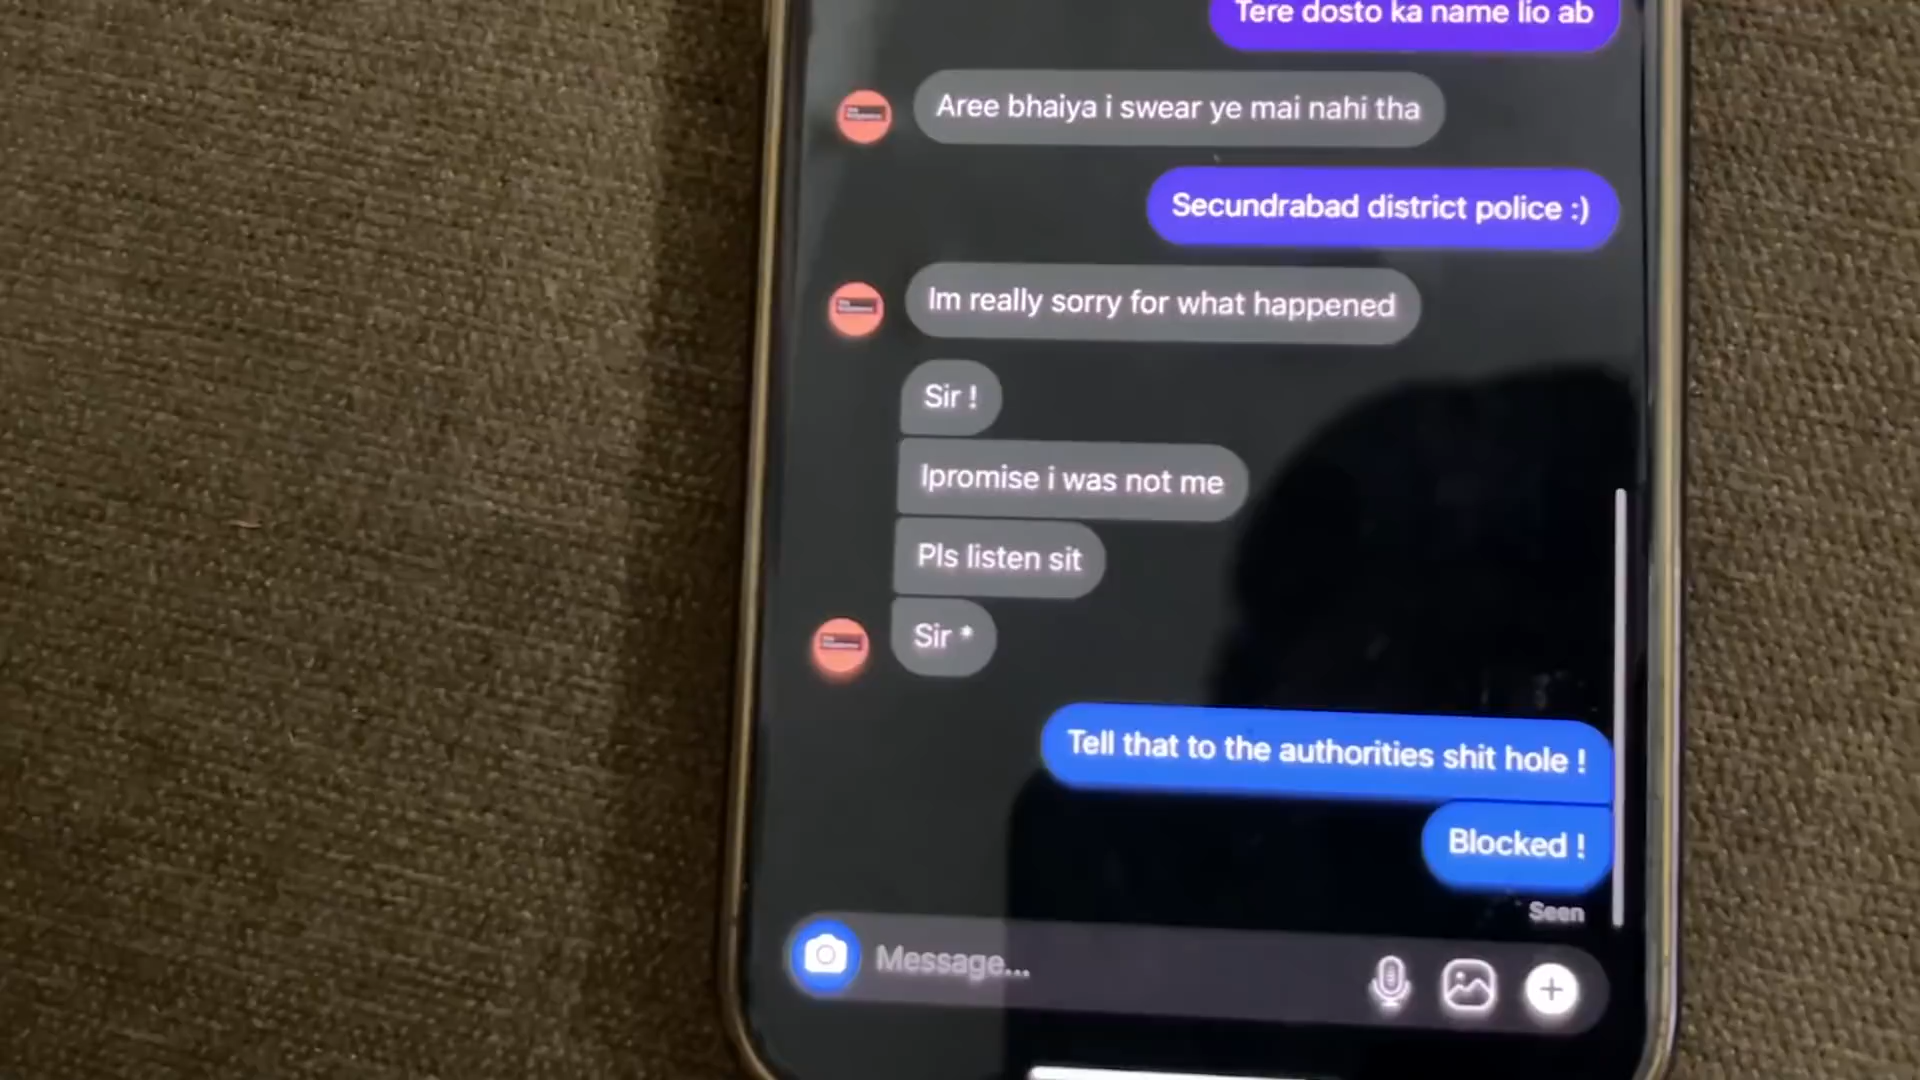 Tere dosto ka name lio ab
Aree bhaiya i swear ye mai nahi tha
Secundrabad district police :)
Im really sorry for what happened
Sir !
Ipromise i was not me
Pls listen sit
Sir *
Tell that to the authorities shit hole !
Blocked !
Seen
Message...